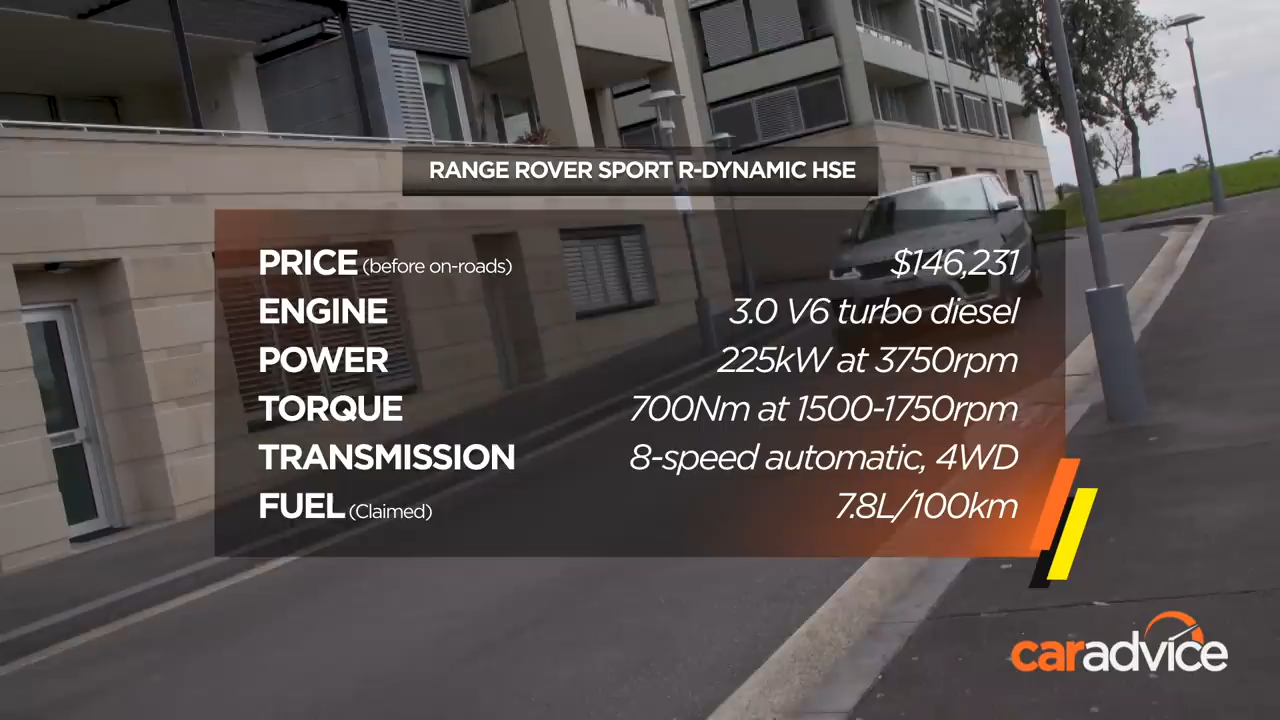 RANGE ROVER SPORT R-DYNAMIC HSE
PRICE (before on-roads) $146,231
ENGINE 3.0 V6 turbo diesel
POWER 225kW at 3750rpm
TORQUE 700Nm at 1500-1750rpm
TRANSMISSION 8-speed automatic, 4WD
FUEL (Claimed) 7.8L/100km
caradvice